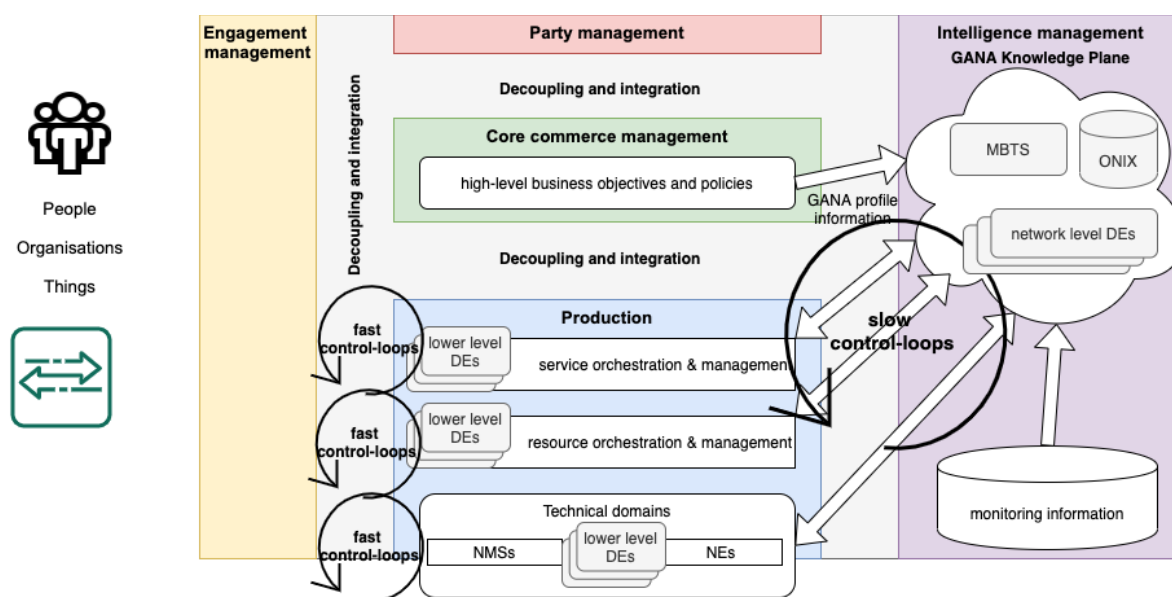 Engagement
management
Party management
Intelligence management
GANA Knowledge Plane
Decoupling and integration
Decoupling and integration
Core commerce management
high-level business objectives and policies
MBTS
ONIX
GANA profile
information
network level DEs
People
Organisations
Things
Decoupling and integration
Production
slow
control-loops
fast
control-loops
lower level
DEs
service orchestration & management
fast
control-loops
lower level
DEs
resource orchestration & management
Technical domains
fast
control-loops
NMSs
lower level
DEs
NEs
monitoring information